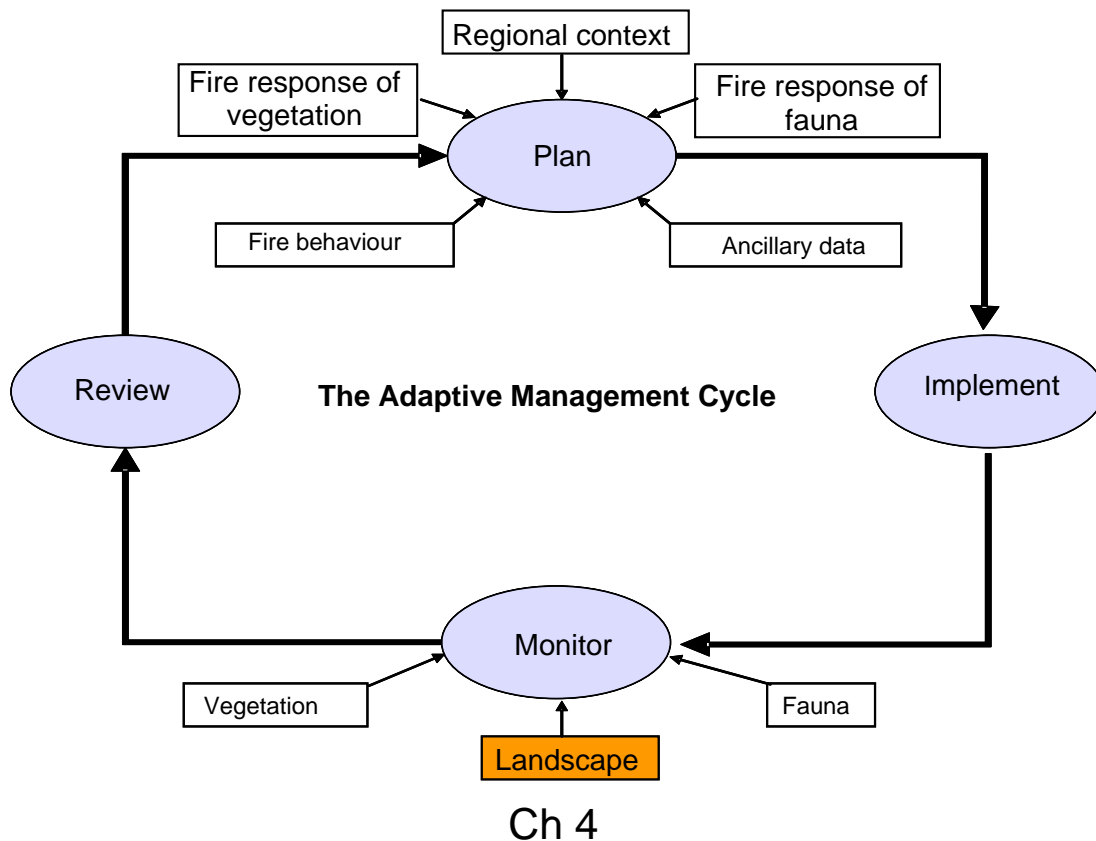 Regional context
Fire response of
vegetation
Fire response of
fauna
Plan
Fire behaviour
Ancillary data
Review
The Adaptive Management Cycle
Implement
Monitor
Vegetation
Fauna
Landscape
Ch 4